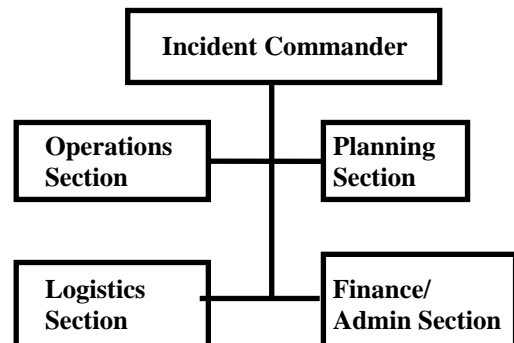 Incident Commander
Operations
Section
Planning
Section
Logistics
Section
Finance/
Admin Section